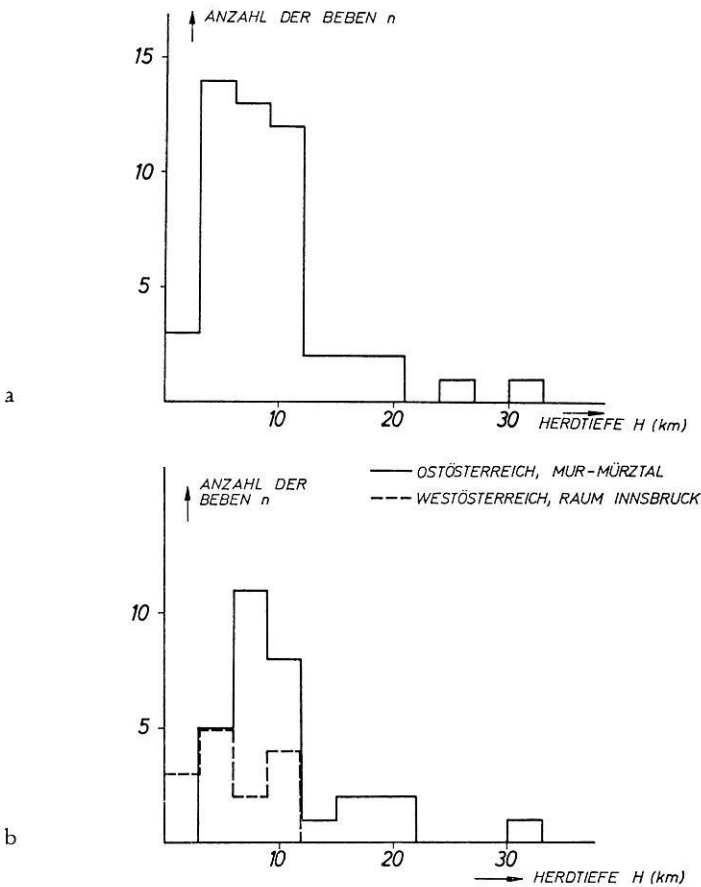 ANZAHL DER BEBEN n
15
10
5
10
20
30
HERDTIEFE H (km)
a
OSTÖSTERREICH, MUR-MÜRZTAL
WESTÖSTERREICH, RAUM INNSBRUCK
ANZAHL DER
BEBEN n
10
5
10
20
30
HERDTIEFE H (km)
b